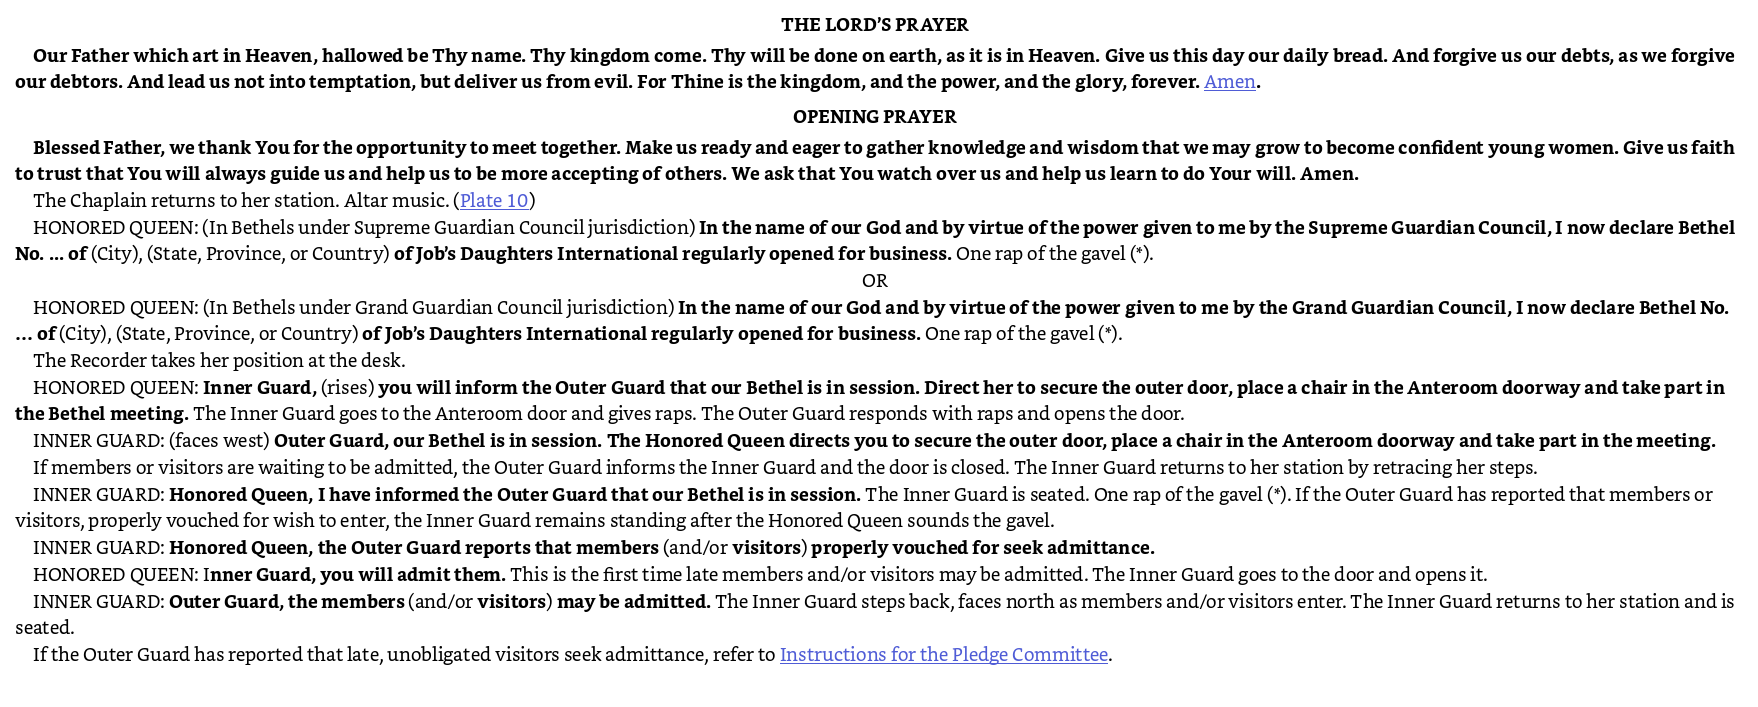 THE LORD’S PRAYER
Our Father which art in Heaven, hallowed be Thy name. Thy kingdom come. Thy will be done on earth, as it is in Heaven. Give us this day our daily bread. And forgive us our debts, as we forgive
our debtors. And lead us not into temptation, but deliver us from evil. For Thine is the kingdom, and the power, and the glory, forever. Amen.
OPENING PRAYER
Blessed Father, we thank You for the opportunity to meet together. Make us ready and eager to gather knowledge and wisdom that we may grow to become confident young women. Give us faith
to trust that You will always guide us and help us to be more accepting of others. We ask that You watch over us and help us learn to do Your will. Amen.
The Chaplain returns to her station. Altar music. (Plate 10)
HONORED QUEEN: (In Bethels under Supreme Guardian Council jurisdiction) In the name of our God and by virtue of the power given to me by the Supreme Guardian Council, I now declare Bethel
No. ... of (City), (State, Province, or Country) of Job’s Daughters International regularly opened for business. One rap of the gavel (*).
OR
HONORED QUEEN: (In Bethels under Grand Guardian Council jurisdiction) In the name of our God and by virtue of the power given to me by the Grand Guardian Council, I now declare Bethel No.
... of (City), (State, Province, or Country) of Job’s Daughters International regularly opened for business. One rap of the gavel (*).
The Recorder takes her position at the desk.
HONORED QUEEN: Inner Guard, (rises) you will inform the Outer Guard that our Bethel is in session. Direct her to secure the outer door, place a chair in the Anteroom doorway and take part in
the Bethel meeting. The Inner Guard goes to the Anteroom door and gives raps. The Outer Guard responds with raps and opens the door.
INNER GUARD: (faces west) Outer Guard, our Bethel is in session. The Honored Queen directs you to secure the outer door, place a chair in the Anteroom doorway and take part in the meeting.
If members or visitors are waiting to be admitted, the Outer Guard informs the Inner Guard and the door is closed. The Inner Guard returns to her station by retracing her steps.
INNER GUARD: Honored Queen, I have informed the Outer Guard that our Bethel is in session. The Inner Guard is seated. One rap of the gavel (*). If the Outer Guard has reported that members or
visitors, properly vouched for wish to enter, the Inner Guard remains standing after the Honored Queen sounds the gavel.
INNER GUARD: Honored Queen, the Outer Guard reports that members (and/or visitors) properly vouched for seek admittance.
HONORED QUEEN: Inner Guard, you will admit them. This is the first time late members and/or visitors may be admitted. The Inner Guard goes to the door and opens it.
INNER GUARD: Outer Guard, the members (and/or visitors) may be admitted. The Inner Guard steps back, faces north as members and/or visitors enter. The Inner Guard returns to her station and is
seated.
If the Outer Guard has reported that late, unobligated visitors seek admittance, refer to Instructions for the Pledge Committee.